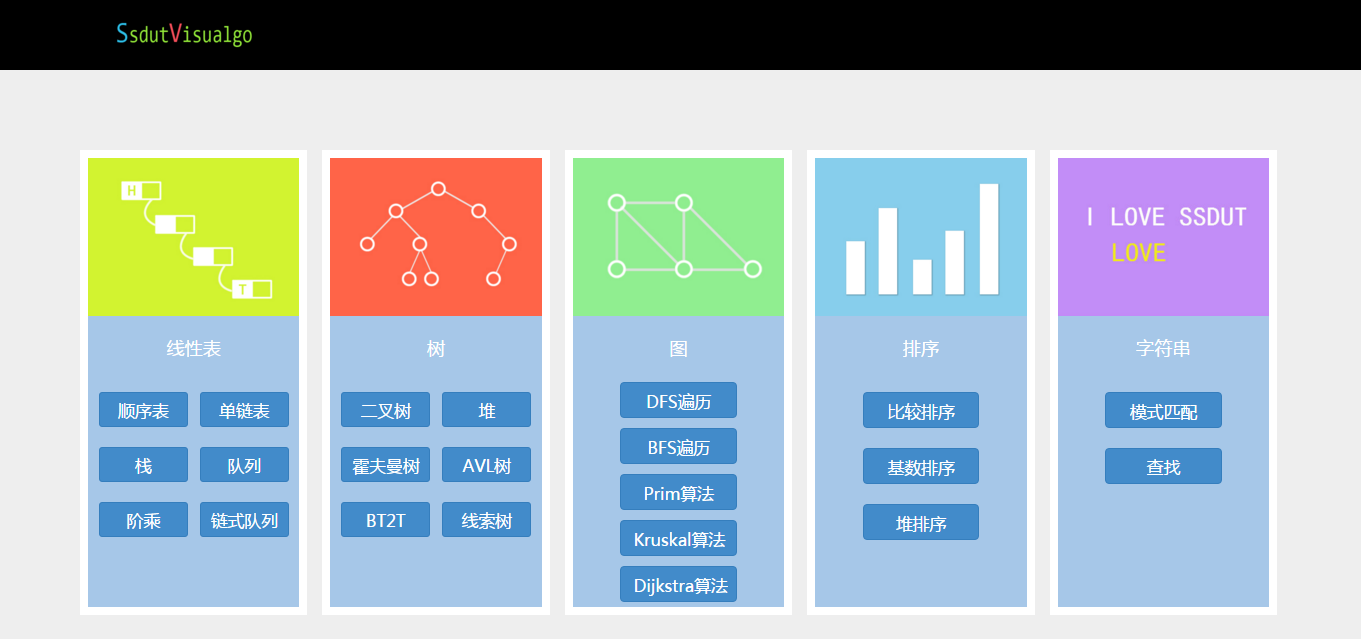 SsdutVisualgo
H
T
线性表
顺序表 单链表
栈 队列
阶乘 链式队列
树
二叉树 堆
霍夫曼树 AVL树
BT2T 线索树
图
DFS遍历
BFS遍历
Prim算法
Kruskal算法
Dijkstra算法
排序
比较排序
基数排序
堆排序
I LOVE SSDUT
LOVE
字符串
模式匹配
查找